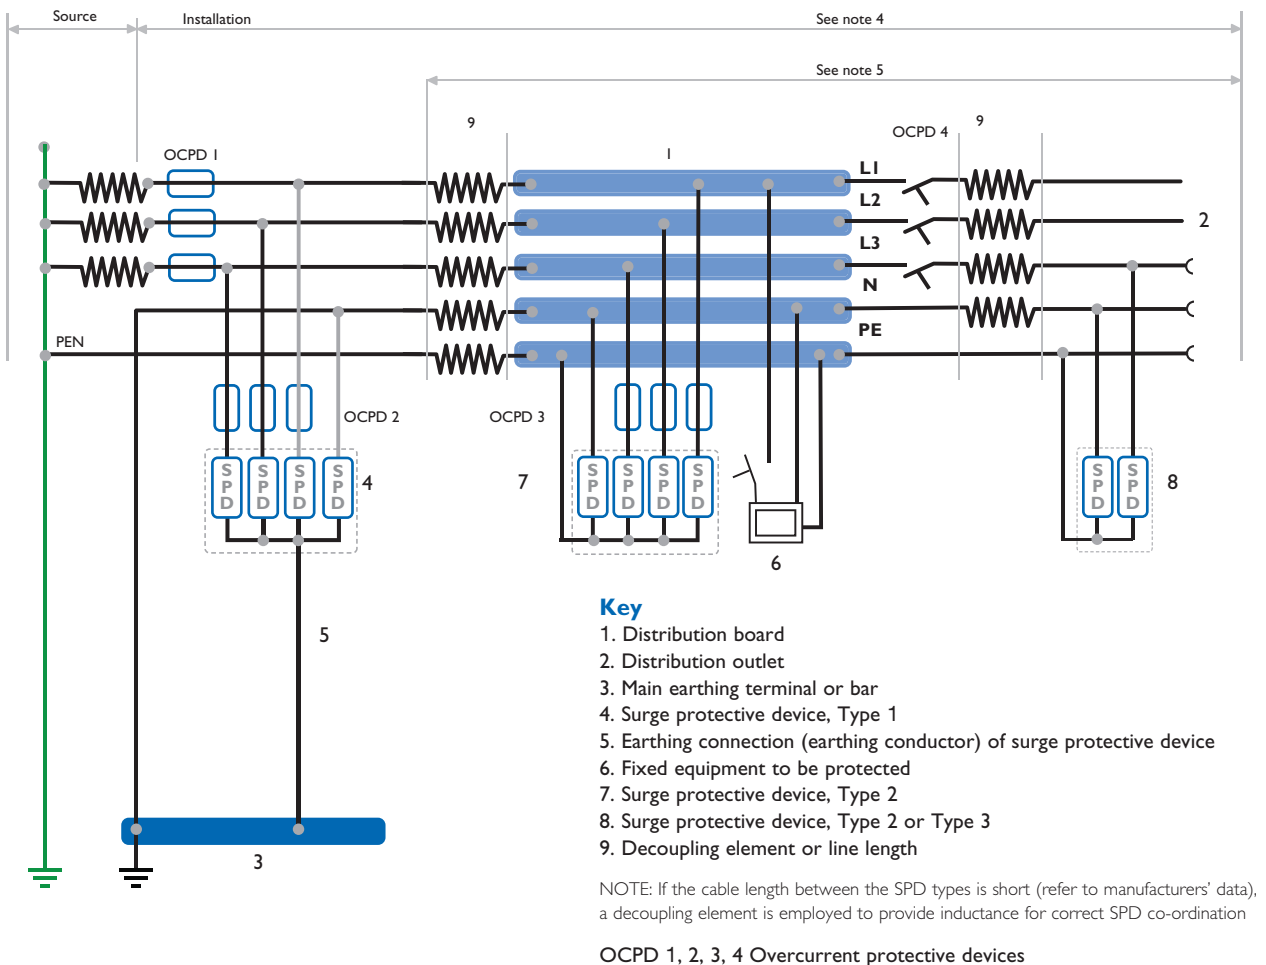 Source
Installation
See note 4
See note 5
9
1
OCPD 4
9
OCPD 1
L1
L2
2
L3
N
PE
PEN
OCPD 2
OCPD 3
SPD
SPD
SPD
SPD
4
7
SPD
SPD
SPD
SPD
SPD
SPD
8
6
5
3
Key
1. Distribution board
2. Distribution outlet
3. Main earthing terminal or bar
4. Surge protective device, Type 1
5. Earthing connection (earthing conductor) of surge protective device
6. Fixed equipment to be protected
7. Surge protective device, Type 2
8. Surge protective device, Type 2 or Type 3
9. Decoupling element or line length
NOTE: If the cable length between the SPD types is short (refer to manufacturers’ data),
a decoupling element is employed to provide inductance for correct SPD co-ordination
OCPD 1, 2, 3, 4 Overcurrent protective devices